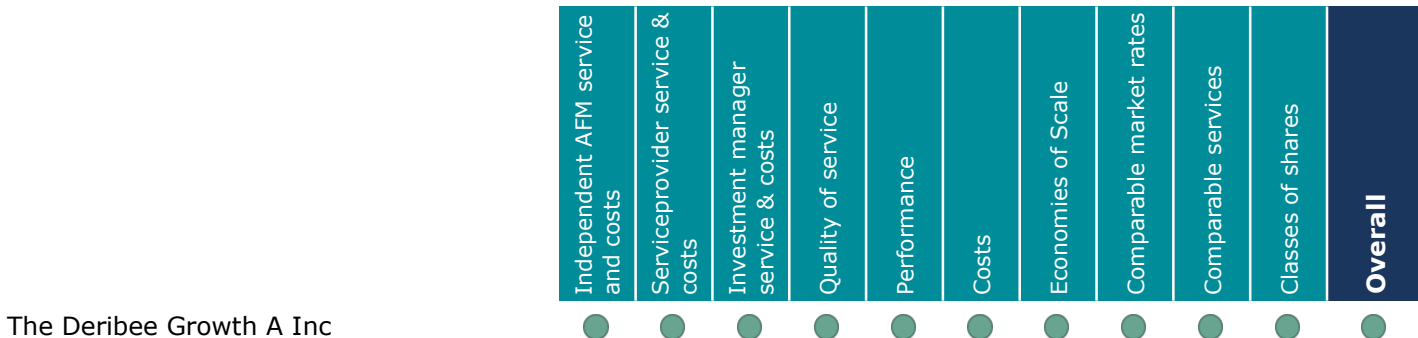 Independent AFM service
and costs
Serviceprovider service &
costs
Investment manager
service & costs
Quality of service
Performance
Costs
Economies of Scale
Comparable market rates
Comparable services
Classes of shares
Overall
The Deribee Growth A Inc